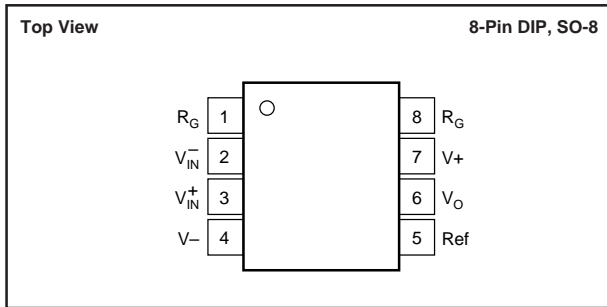 Top View 8-Pin DIP, SO-8
R_G 1 8 R_G
V_IN^– 2 7 V+
V_IN^+ 3 6 V_O
V– 4 5 Ref